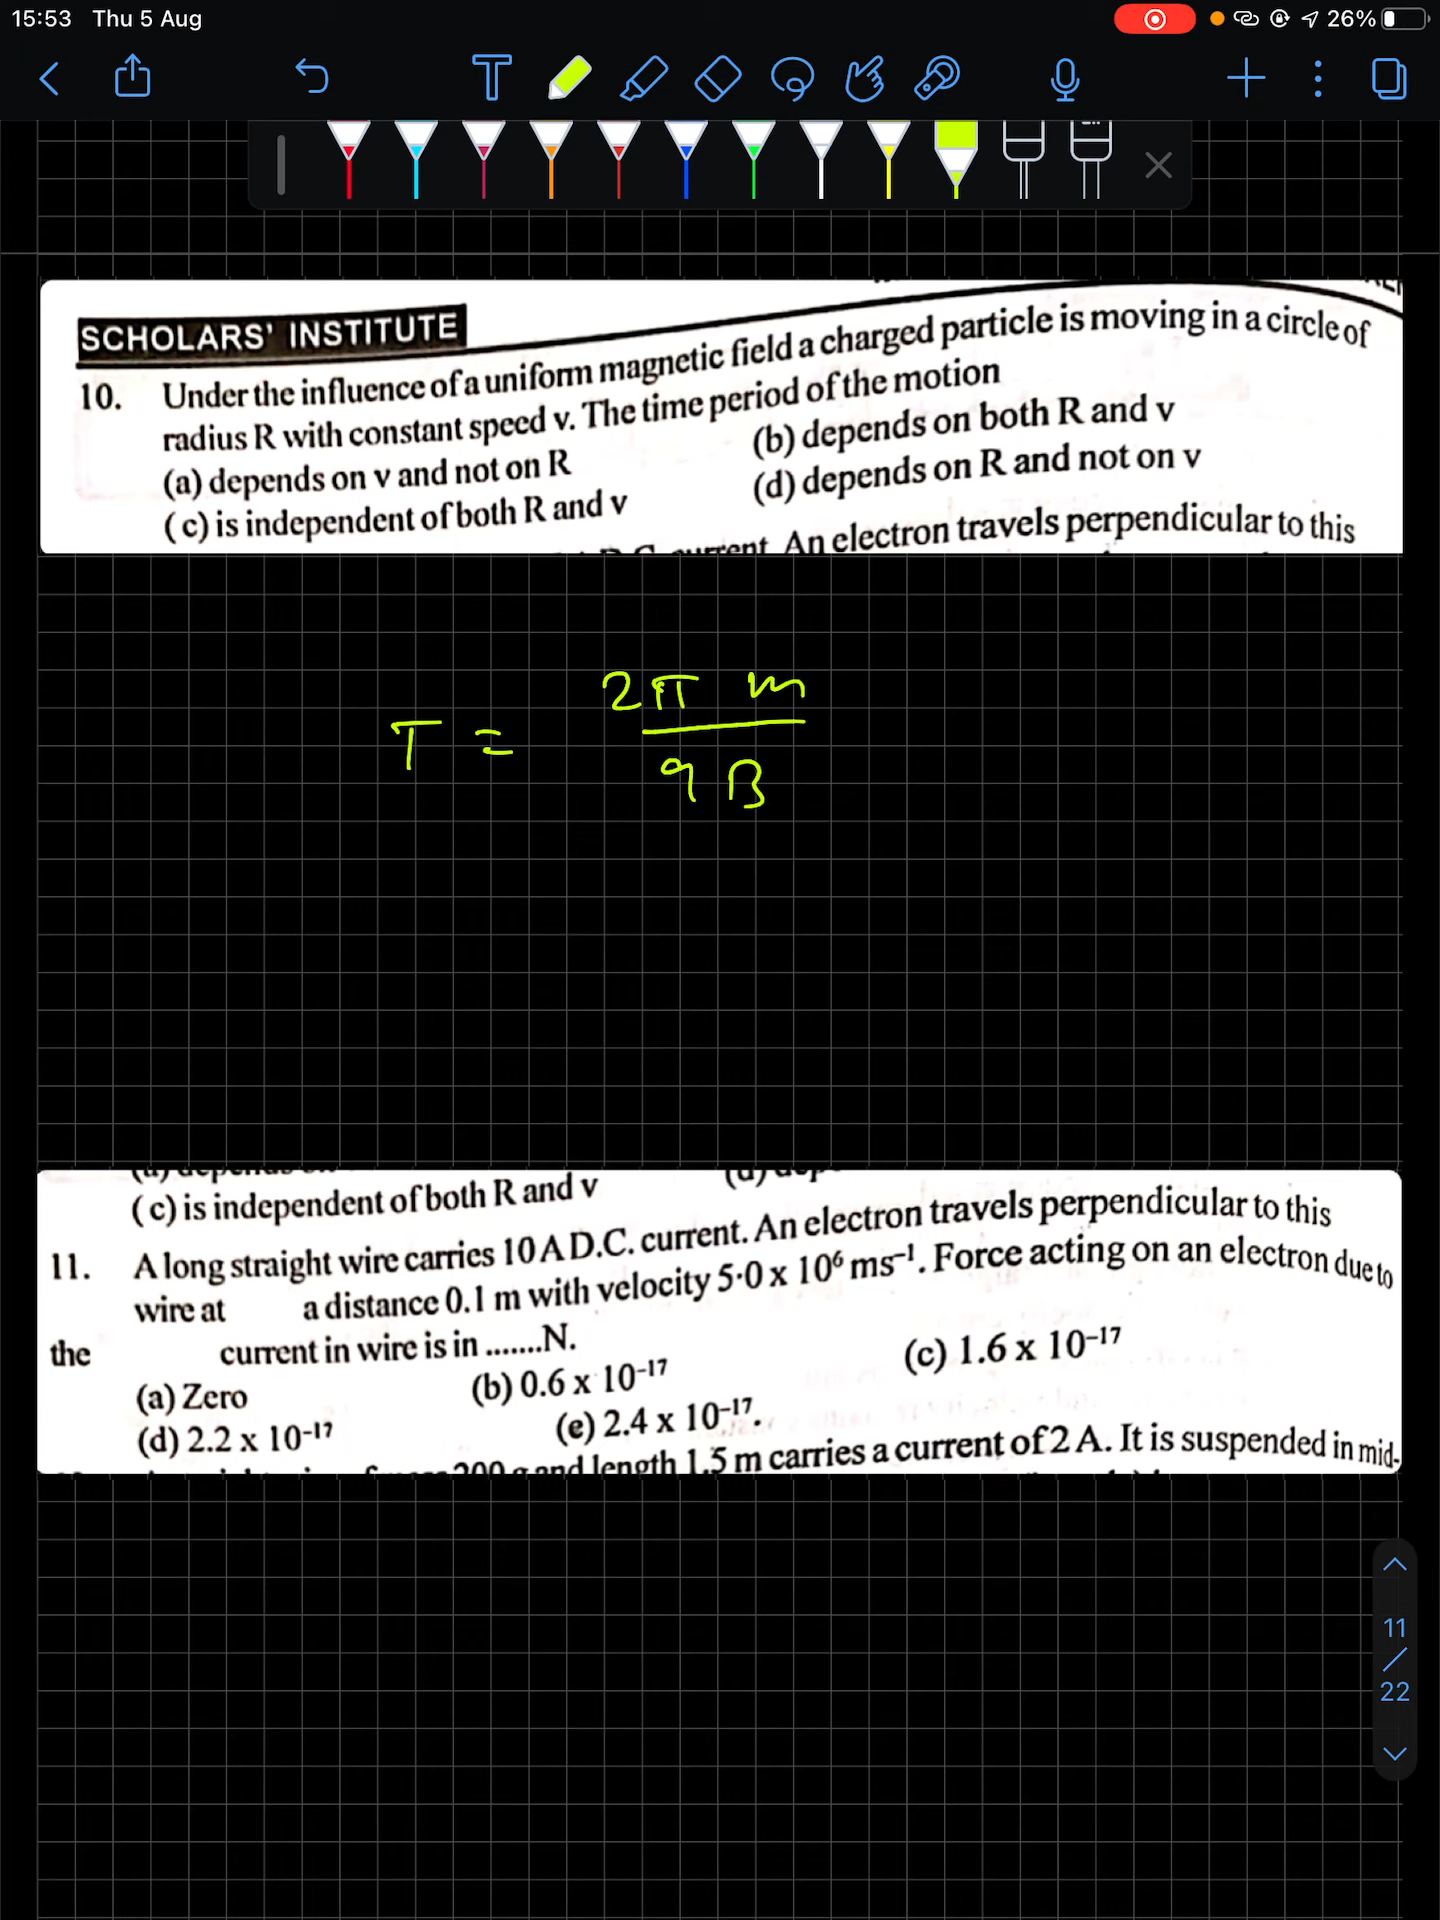 15:53 Thu 5 Aug
26%
SCHOLARS' INSTITUTE
10. Under the influence of a uniform magnetic field a charged particle is moving in a circle of
radius R with constant speed v. The time period of the motion
(a) depends on v and not on R (b) depends on both R and v
(c) is independent of both R and v (d) depends on R and not on v
current. An electron travels perpendicular to this
T = 2π m
q B
(c) is independent of both R and v
11. A long straight wire carries 10 A D.C. current. An electron travels perpendicular to this
wire at a distance 0.1 m with velocity 5·0 x 10⁶ ms⁻¹. Force acting on an electron due to
the current in wire is in .......N.
(a) Zero (b) 0.6 x 10⁻¹⁷ (c) 1.6 x 10⁻¹⁷
(d) 2.2 x 10⁻¹⁷ (e) 2.4 x 10⁻¹⁷.
200 g and length 1.5 m carries a current of 2 A. It is suspended in mid-
11
/
22